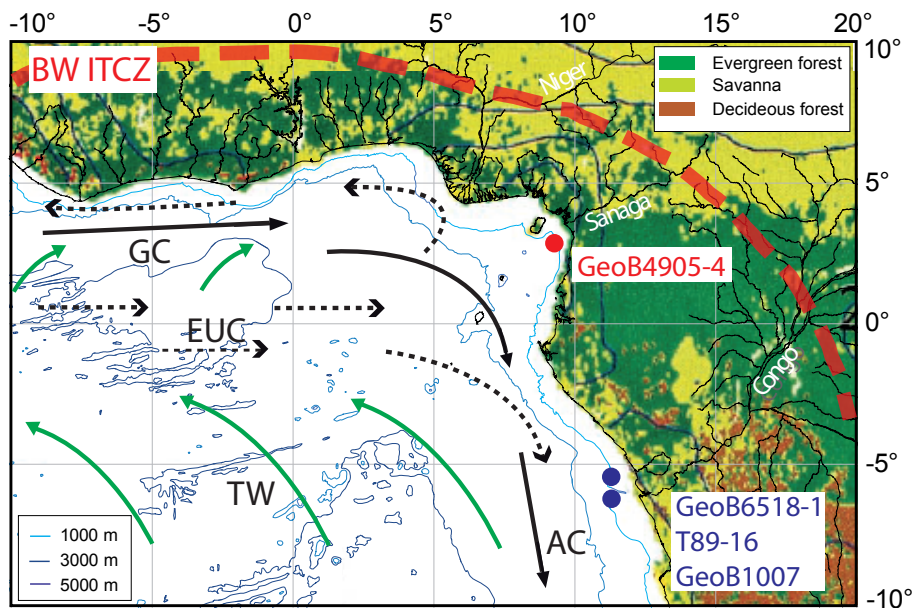 -10° -5° 0° 5° 10° 15° 20°
10°
BW ITCZ
Niger
Evergreen forest
Savanna
Decideous forest
5°
Sanaga
GC
GeoB4905-4
EUC
0°
Congo
-5°
TW
GeoB6518-1
T89-16
GeoB1007
AC
1000 m
3000 m
5000 m
-10°